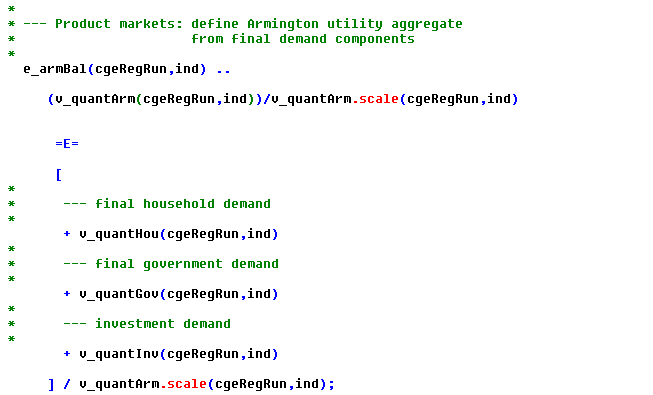 *
* --- Product markets: define Armington utility aggregate
*                      from final demand components
*
  e_armBal(cgeRegRun,ind) ..
     (v_quantArm(cgeRegRun,ind))/v_quantArm.scale(cgeRegRun,ind)
      =E=
      [
*
*      --- final household demand
*
       + v_quantHou(cgeRegRun,ind)
*
*      --- final government demand
*
       + v_quantGov(cgeRegRun,ind)
*
*      --- investment demand
*
       + v_quantInv(cgeRegRun,ind)
     ] / v_quantArm.scale(cgeRegRun,ind);